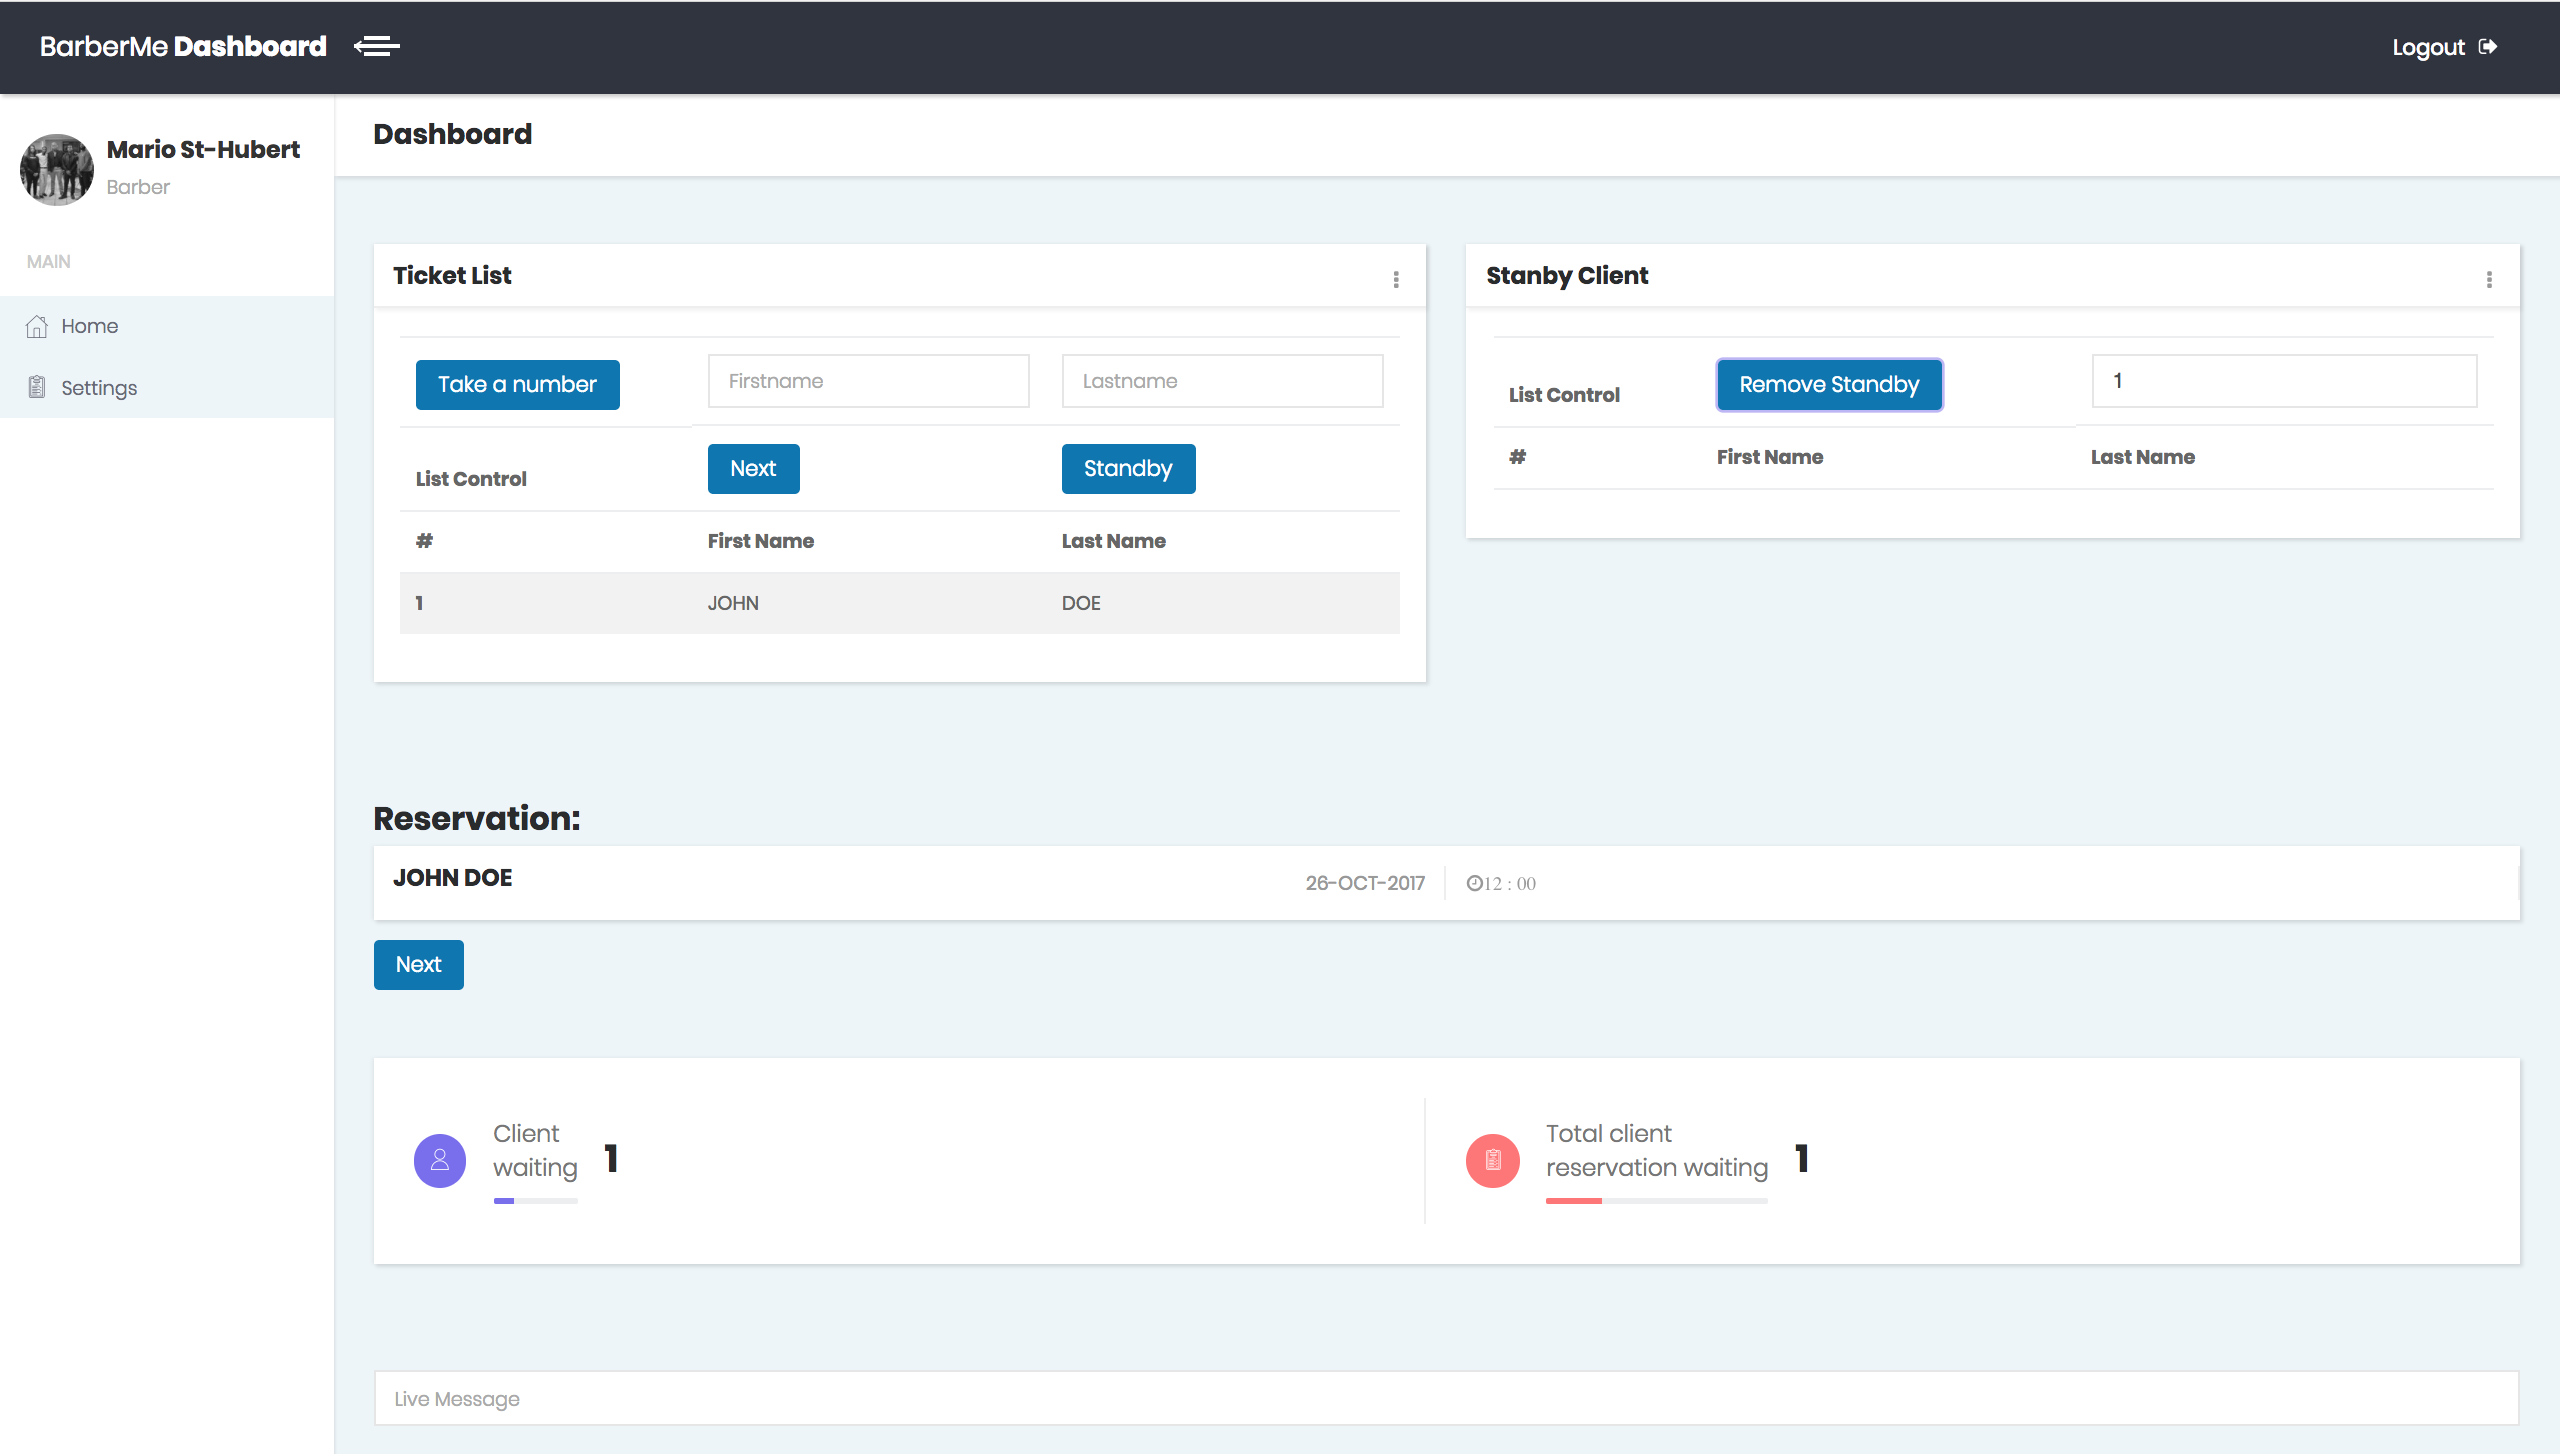 BarberMe Dashboard
Logout
Mario St-Hubert
Barber
MAIN
Home
Settings
Dashboard
Ticket List
Take a number Firstname Lastname
List Control Next Standby
# First Name Last Name
1 JOHN DOE
Stanby Client
List Control Remove Standby 1
# First Name Last Name
Reservation:
JOHN DOE 26-OCT-2017 12 : 00
Next
Client
waiting 1
Total client
reservation waiting 1
Live Message